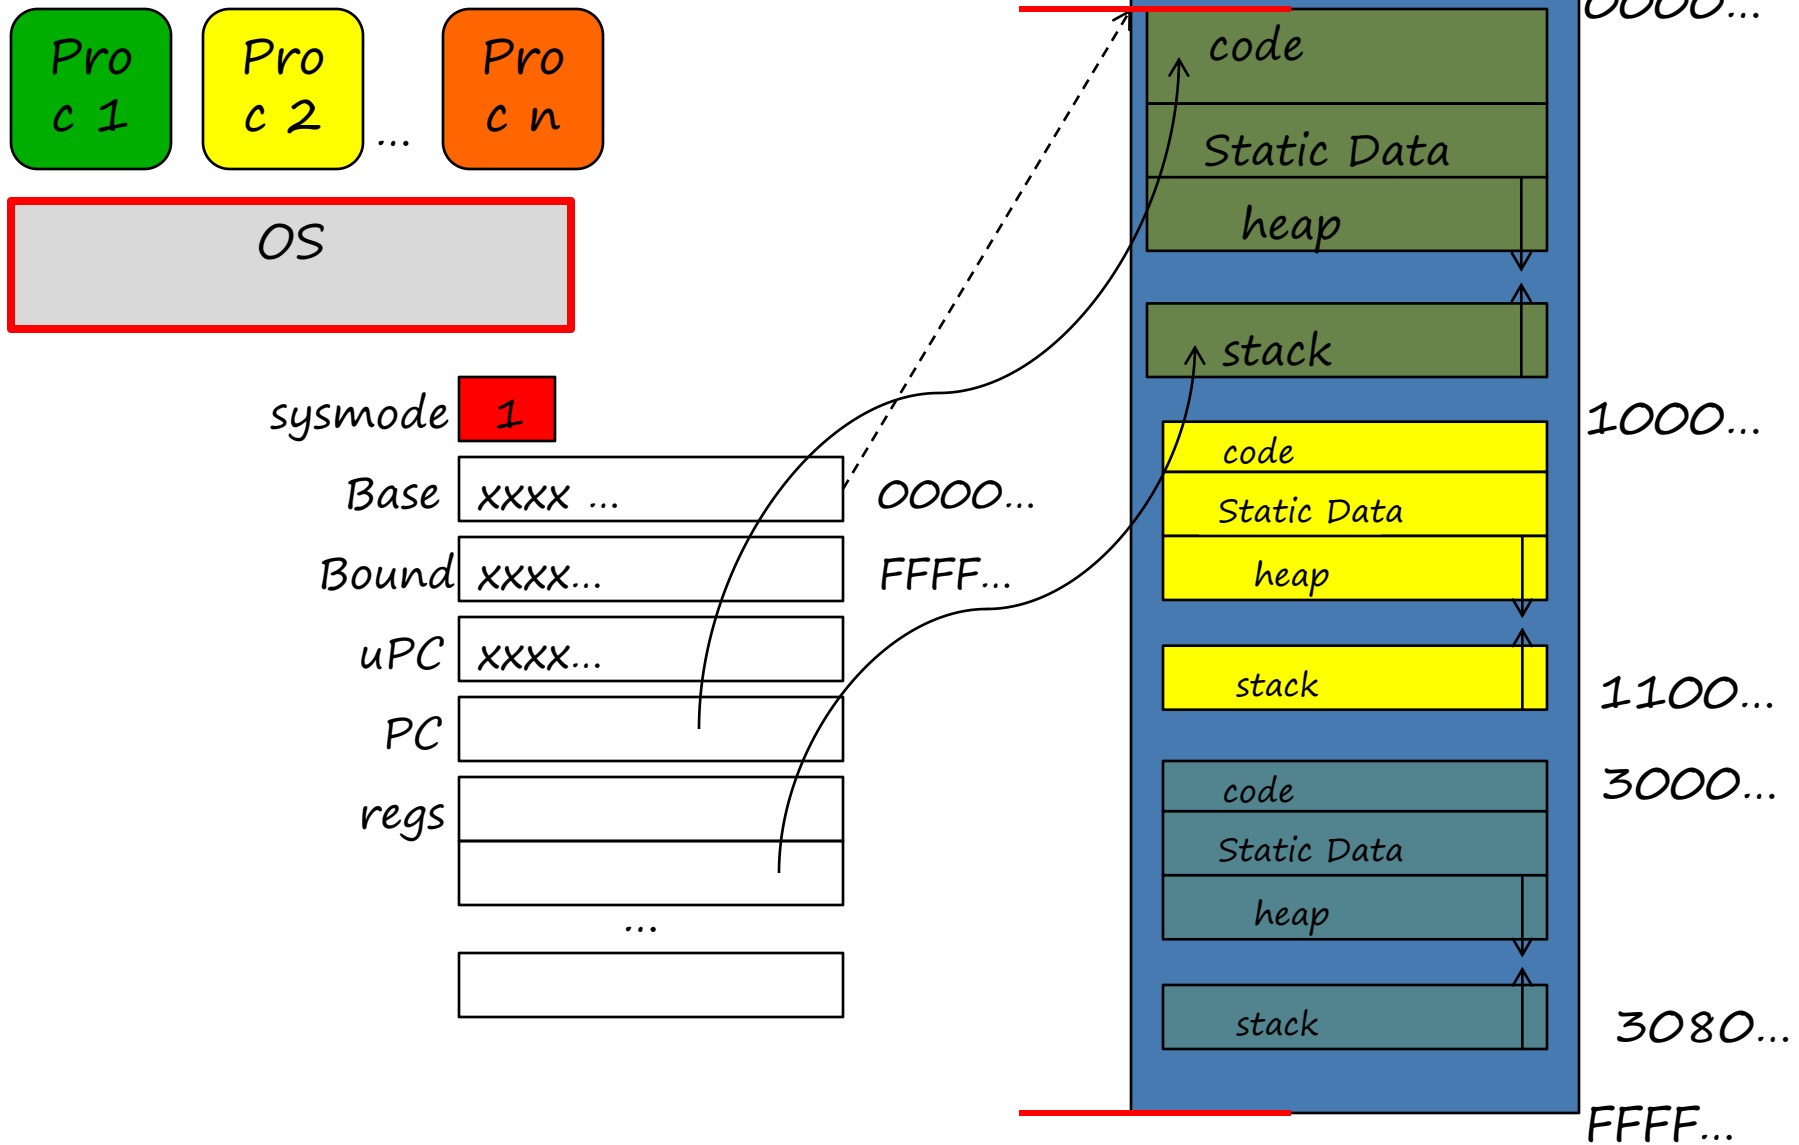 Pro
c 1
Pro
c 2
...
Pro
c n
OS
sysmode 1
Base xxxx ... 0000...
Bound xxxx... FFFF...
uPC xxxx...
PC
regs
...
0000...
code
Static Data
heap
stack
1000...
code
Static Data
heap
stack
1100...
3000...
code
Static Data
heap
stack
3080...
FFFF...